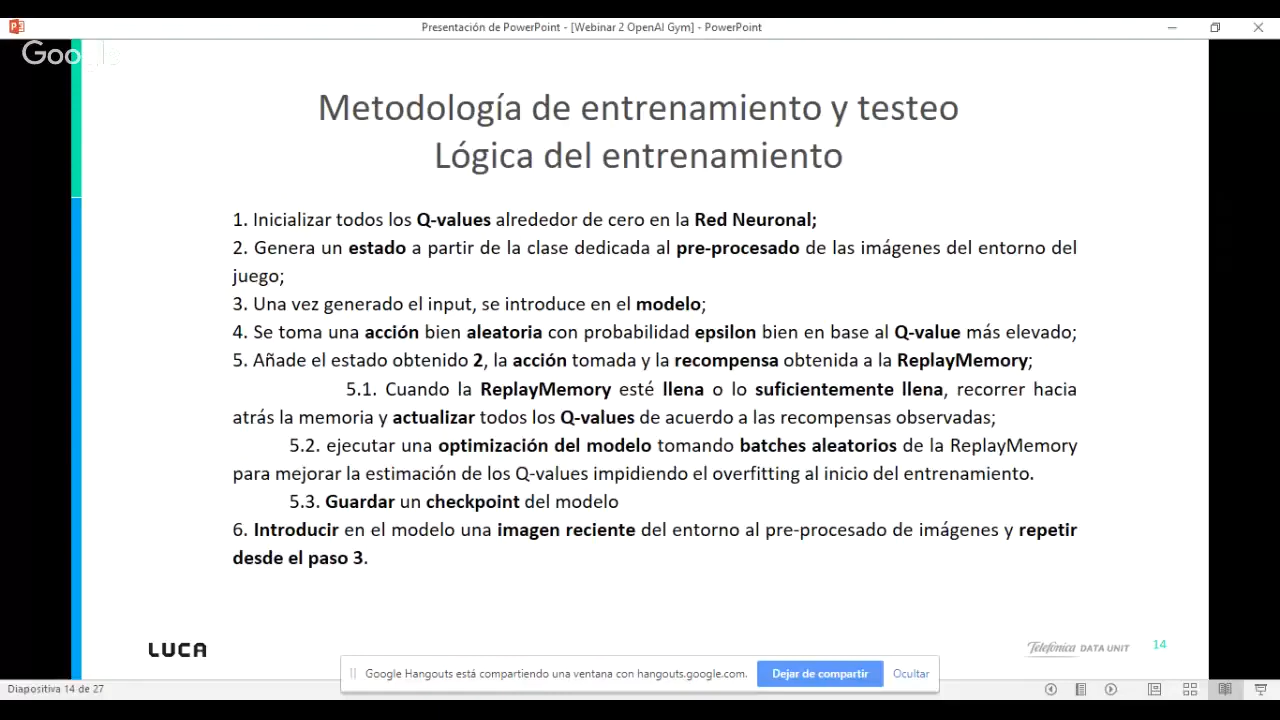 Presentación de PowerPoint - [Webinar 2 OpenAI Gym] - PowerPoint
Google
Metodología de entrenamiento y testeo
Lógica del entrenamiento
1. Inicializar todos los Q-values alrededor de cero en la Red Neuronal;
2. Genera un estado a partir de la clase dedicada al pre-procesado de las imágenes del entorno del
juego;
3. Una vez generado el input, se introduce en el modelo;
4. Se toma una acción bien aleatoria con probabilidad epsilon bien en base al Q-value más elevado;
5. Añade el estado obtenido 2, la acción tomada y la recompensa obtenida a la ReplayMemory;
5.1. Cuando la ReplayMemory esté llena o lo suficientemente llena, recorrer hacia
atrás la memoria y actualizar todos los Q-values de acuerdo a las recompensas observadas;
5.2. ejecutar una optimización del modelo tomando batches aleatorios de la ReplayMemory
para mejorar la estimación de los Q-values impidiendo el overfitting al inicio del entrenamiento.
5.3. Guardar un checkpoint del modelo
6. Introducir en el modelo una imagen reciente del entorno al pre-procesado de imágenes y repetir
desde el paso 3.
LUCA
Telefónica DATA UNIT
14
Google Hangouts está compartiendo una ventana con hangouts.google.com.
Dejar de compartir
Ocultar
Diapositiva 14 de 27